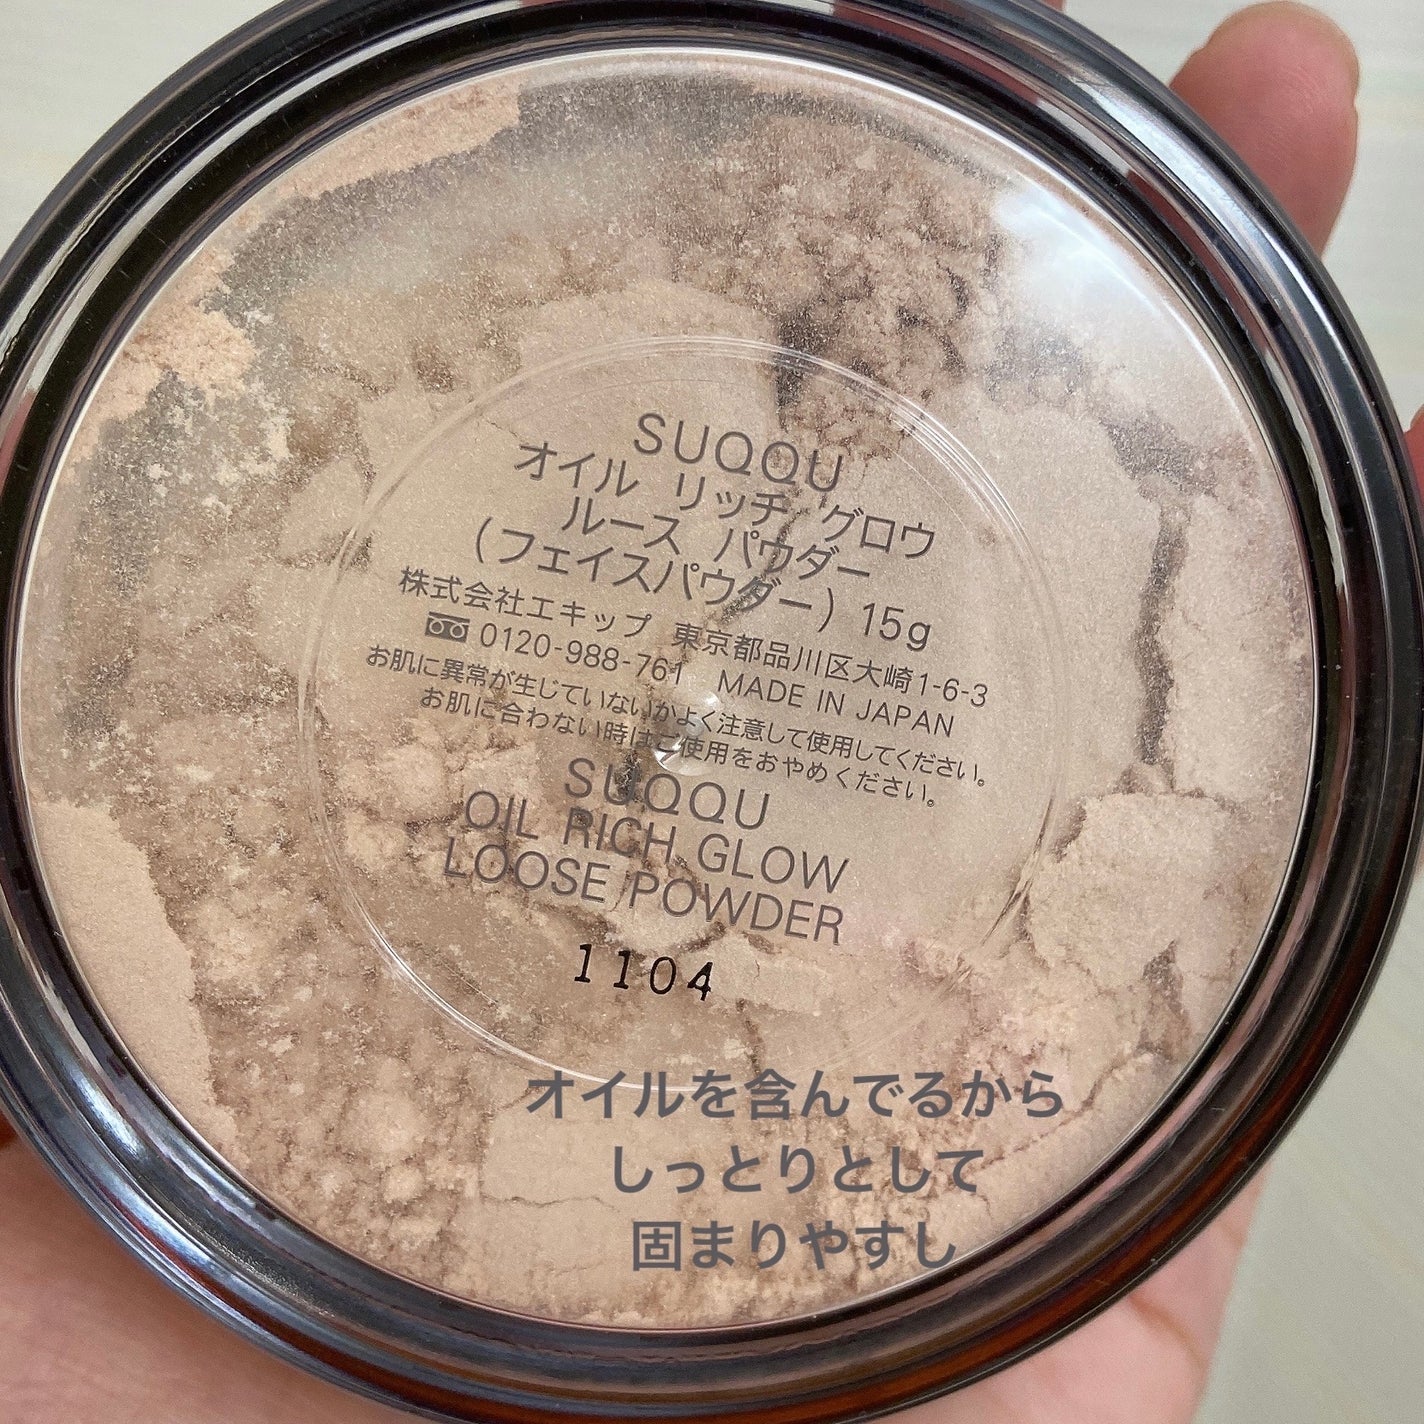 SUQQU
オイル リッチ グロウ
ルース パウダー
(フェイスパウダー) 15g
株式会社エキップ 東京都品川区大崎1-6-3
0120-988-761 MADE IN JAPAN
お肌に異常が生じていないかよく注意して使用してください。
お肌に合わない時はご使用をおやめください。
SUQQU
OIL RICH GLOW
LOOSE POWDER
1104
オイルを含んでるから
しっとりとして
固まりやすし